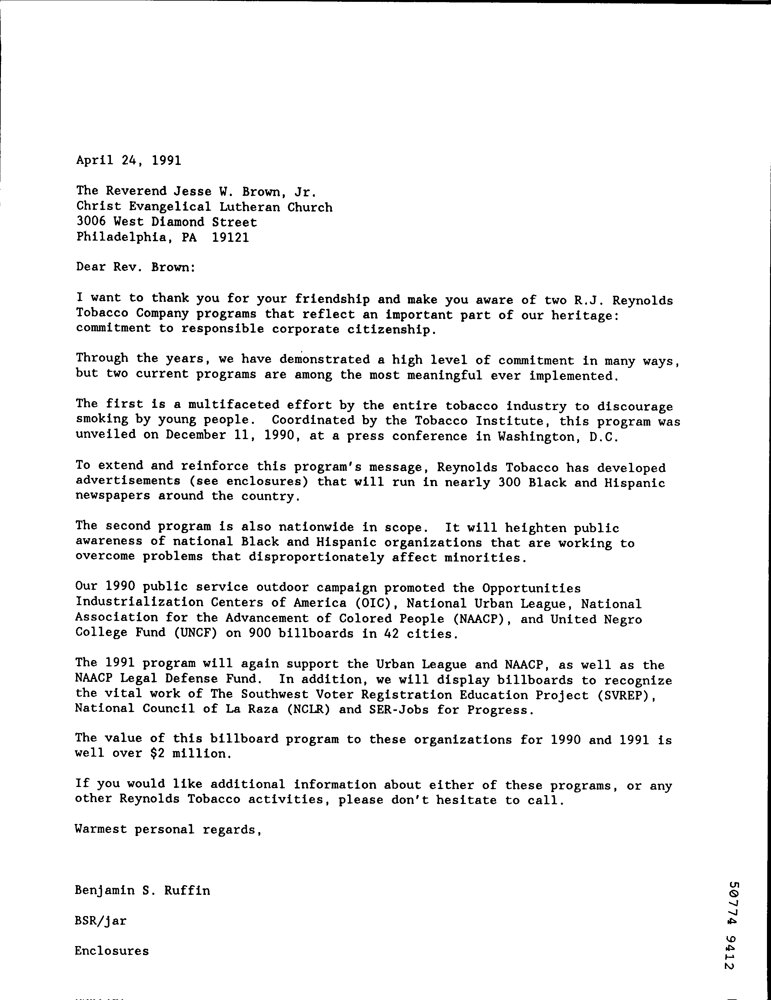 April 24, 1991
The Reverend Jesse W. Brown, Jr.
Christ Evangelical Lutheran Church
3006 West Diamond Street
Philadelphia, PA 19121
Dear Rev. Brown:
I want to thank you for your friendship and make you aware of two R.J. Reynolds
Tobacco Company programs that reflect an important part of our heritage:
commitment to responsible corporate citizenship.
Through the years, we have demonstrated a high level of commitment in many ways,
but two current programs are among the most meaningful ever implemented.
The first is a multifaceted effort by the entire tobacco industry to discourage
smoking by young people. Coordinated by the Tobacco Institute, this program was
unveiled on December 11, 1990, at a press conference in Washington, D.C.
To extend and reinforce this program's message, Reynolds Tobacco has developed
advertisements (see enclosures) that will run in nearly 300 Black and Hispanic
newspapers around the country.
The second program is also nationwide in scope. It will heighten public
awareness of national Black and Hispanic organizations that are working to
overcome problems that disproportionately affect minorities.
Our 1990 public service outdoor campaign promoted the Opportunities
Industrialization Centers of America (OIC), National Urban League, National
Association for the Advancement of Colored People (NAACP), and United Negro
College Fund (UNCF) on 900 billboards in 42 cities.
The 1991 program will again support the Urban League and NAACP, as well as the
NAACP Legal Defense Fund. In addition, we will display billboards to recognize
the vital work of The Southwest Voter Registration Education Project (SVREP),
National Council of La Raza (NCLR) and SER-Jobs for Progress.
The value of this billboard program to these organizations for 1990 and 1991 is
well over $2 million.
If you would like additional information about either of these programs, or any
other Reynolds Tobacco activities, please don't hesitate to call.
Warmest personal regards,
Benjamin S. Ruffin
BSR/jar
Enclosures
50774 9412